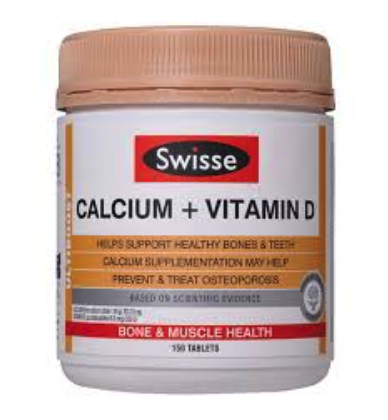 Swisse
CALCIUM + VITAMIN D
HELPS SUPPORT HEALTHY BONES & TEETH
CALCIUM SUPPLEMENTATION MAY HELP
PREVENT & TREAT OSTEOPOROSIS
BASED ON SCIENTIFIC EVIDENCE
BONE & MUSCLE HEALTH
150 TABLETS
ULTIBOOST